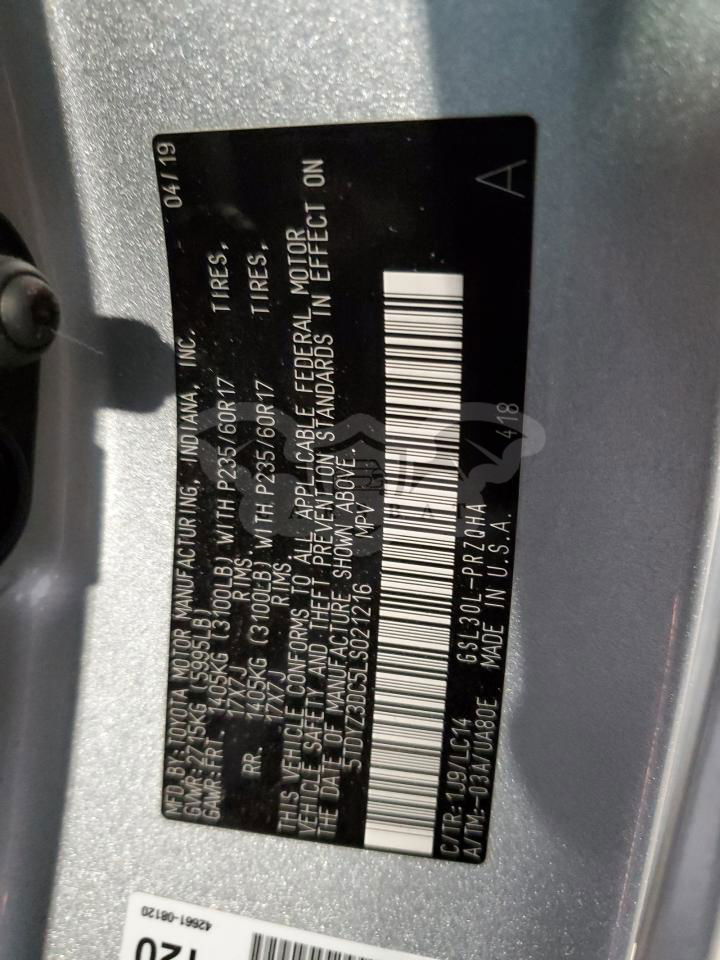 MFD BY:TOYOTA MOTOR MANUFACTURING, INDIANA, INC. 04/19
GVWR:2715KG (5995LB)
GAWR:FRT. 1405KG (3100LB) WITH P235/60R17 TIRES,
17X7J RIMS
RR. 1405KG (3100LB) WITH P235/60R17 TIRES,
17X7J RIMS
THIS VEHICLE CONFORMS TO ALL APPLICABLE FEDERAL MOTOR
VEHICLE SAFETY AND THEFT PREVENTION STANDARDS IN EFFECT ON
THE DATE OF MANUFACTURE SHOWN ABOVE.
5TDYZ3DC5LS021216 MPV
A
C/TR:1J9/LC14 GSL30L-PRZQHA
A/TM:-03A/UA80E MADE IN U.S.A. 418
42661-08120
120